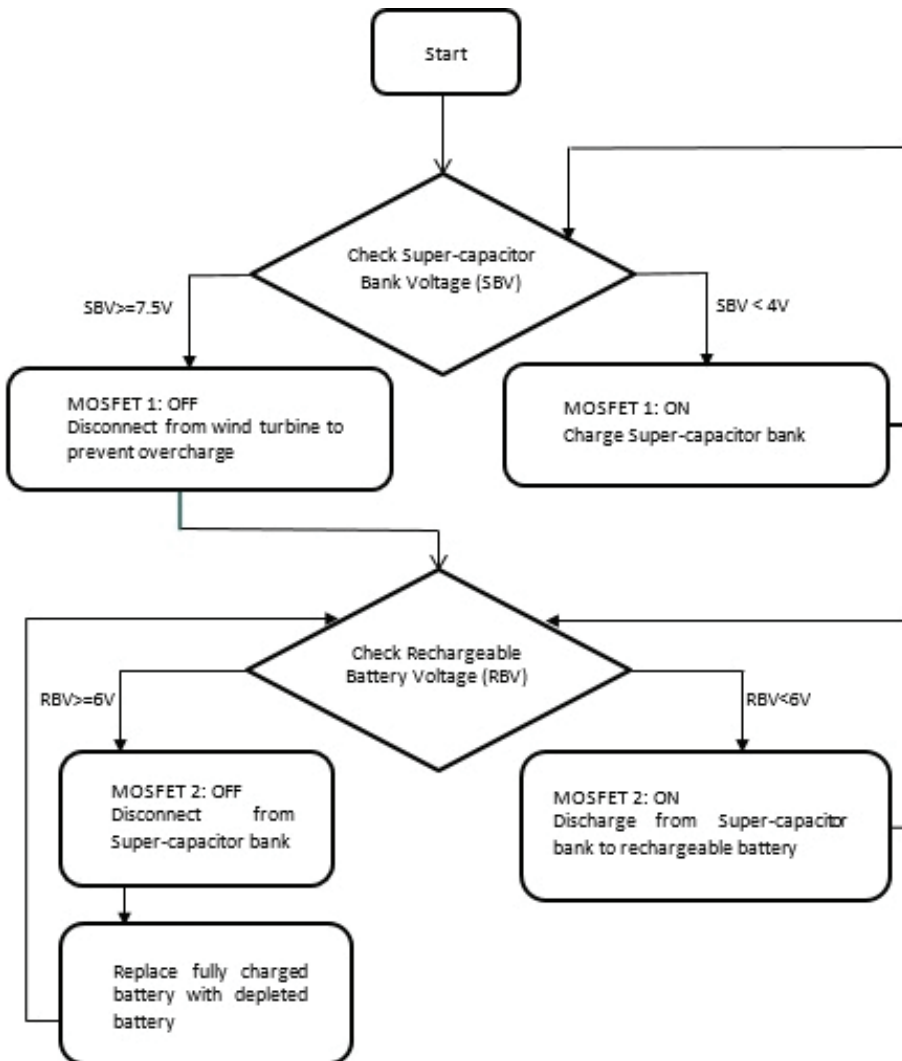 Start
Check Super-capacitor
Bank Voltage (SBV)
SBV>=7.5V
SBV < 4V
MOSFET 1: OFF
Disconnect from wind turbine to
prevent overcharge
MOSFET 1: ON
Charge Super-capacitor bank
Check Rechargeable
Battery Voltage (RBV)
RBV>=6V
RBV<6V
MOSFET 2: OFF
Disconnect from
Super-capacitor bank
MOSFET 2: ON
Discharge from Super-capacitor
bank to rechargeable battery
Replace fully charged
battery with depleted
battery